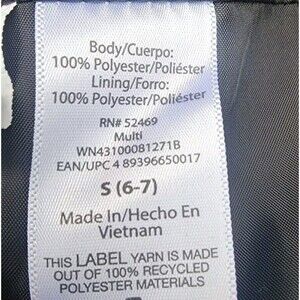 Body/Cuerpo:
100% Polyester/Poliéster
Lining/Forro:
100% Polyester/Poliéster
RN# 52469
Multi
WN43100081271B
EAN/UPC 4 89396650017
S (6-7)
Made In/Hecho En
Vietnam
THIS LABEL YARN IS MADE
OUT OF 100% RECYCLED
POLYESTER MATERIALS